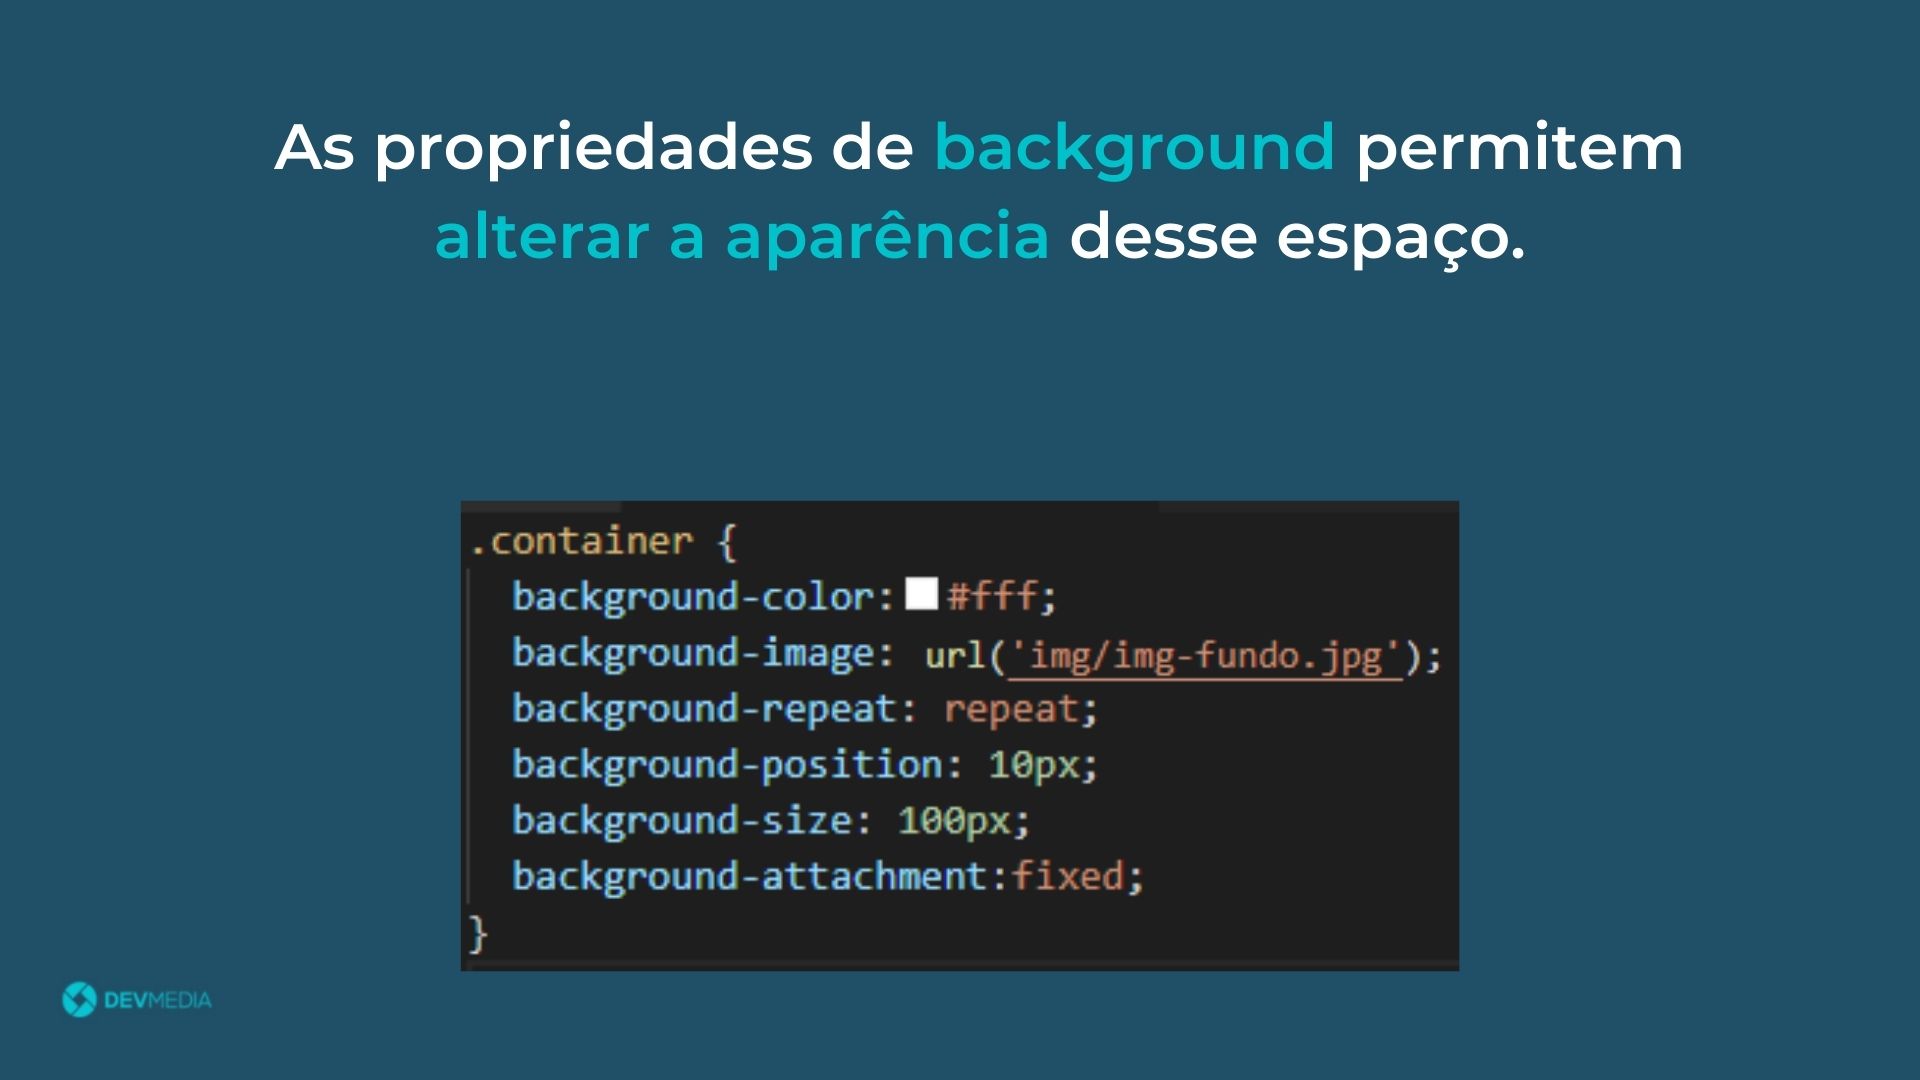 As propriedades de background permitem
alterar a aparência desse espaço.
.container {
background-color: #fff;
background-image: url('img/img-fundo.jpg');
background-repeat: repeat;
background-position: 10px;
background-size: 100px;
background-attachment:fixed;
}
DEVMEDIA